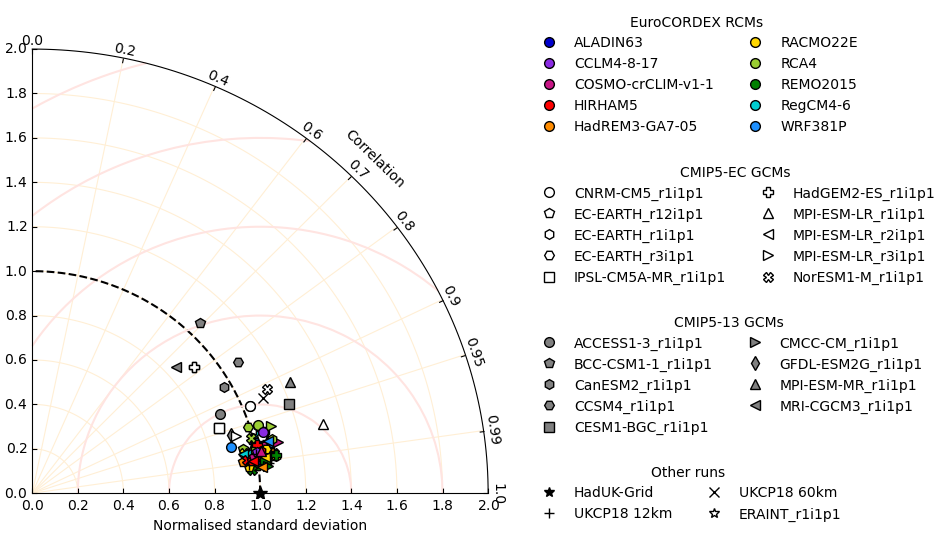 0.0
0.2
0.4
0.6
Correlation
0.7
0.8
0.9
0.95
0.99
1.0
2.0
1.8
1.6
1.4
1.2
1.0
0.8
0.6
0.4
0.2
0.0
0.0 0.2 0.4 0.6 0.8 1.0 1.2 1.4 1.6 1.8 2.0
Normalised standard deviation
EuroCORDEX RCMs
ALADIN63 RACMO22E
CCLM4-8-17 RCA4
COSMO-crCLIM-v1-1 REMO2015
HIRHAM5 RegCM4-6
HadREM3-GA7-05 WRF381P
CMIP5-EC GCMs
CNRM-CM5_r1i1p1 HadGEM2-ES_r1i1p1
EC-EARTH_r12i1p1 MPI-ESM-LR_r1i1p1
EC-EARTH_r1i1p1 MPI-ESM-LR_r2i1p1
EC-EARTH_r3i1p1 MPI-ESM-LR_r3i1p1
IPSL-CM5A-MR_r1i1p1 NorESM1-M_r1i1p1
CMIP5-13 GCMs
ACCESS1-3_r1i1p1 CMCC-CM_r1i1p1
BCC-CSM1-1_r1i1p1 GFDL-ESM2G_r1i1p1
CanESM2_r1i1p1 MPI-ESM-MR_r1i1p1
CCSM4_r1i1p1 MRI-CGCM3_r1i1p1
CESM1-BGC_r1i1p1
Other runs
HadUK-Grid UKCP18 60km
UKCP18 12km ERAINT_r1i1p1